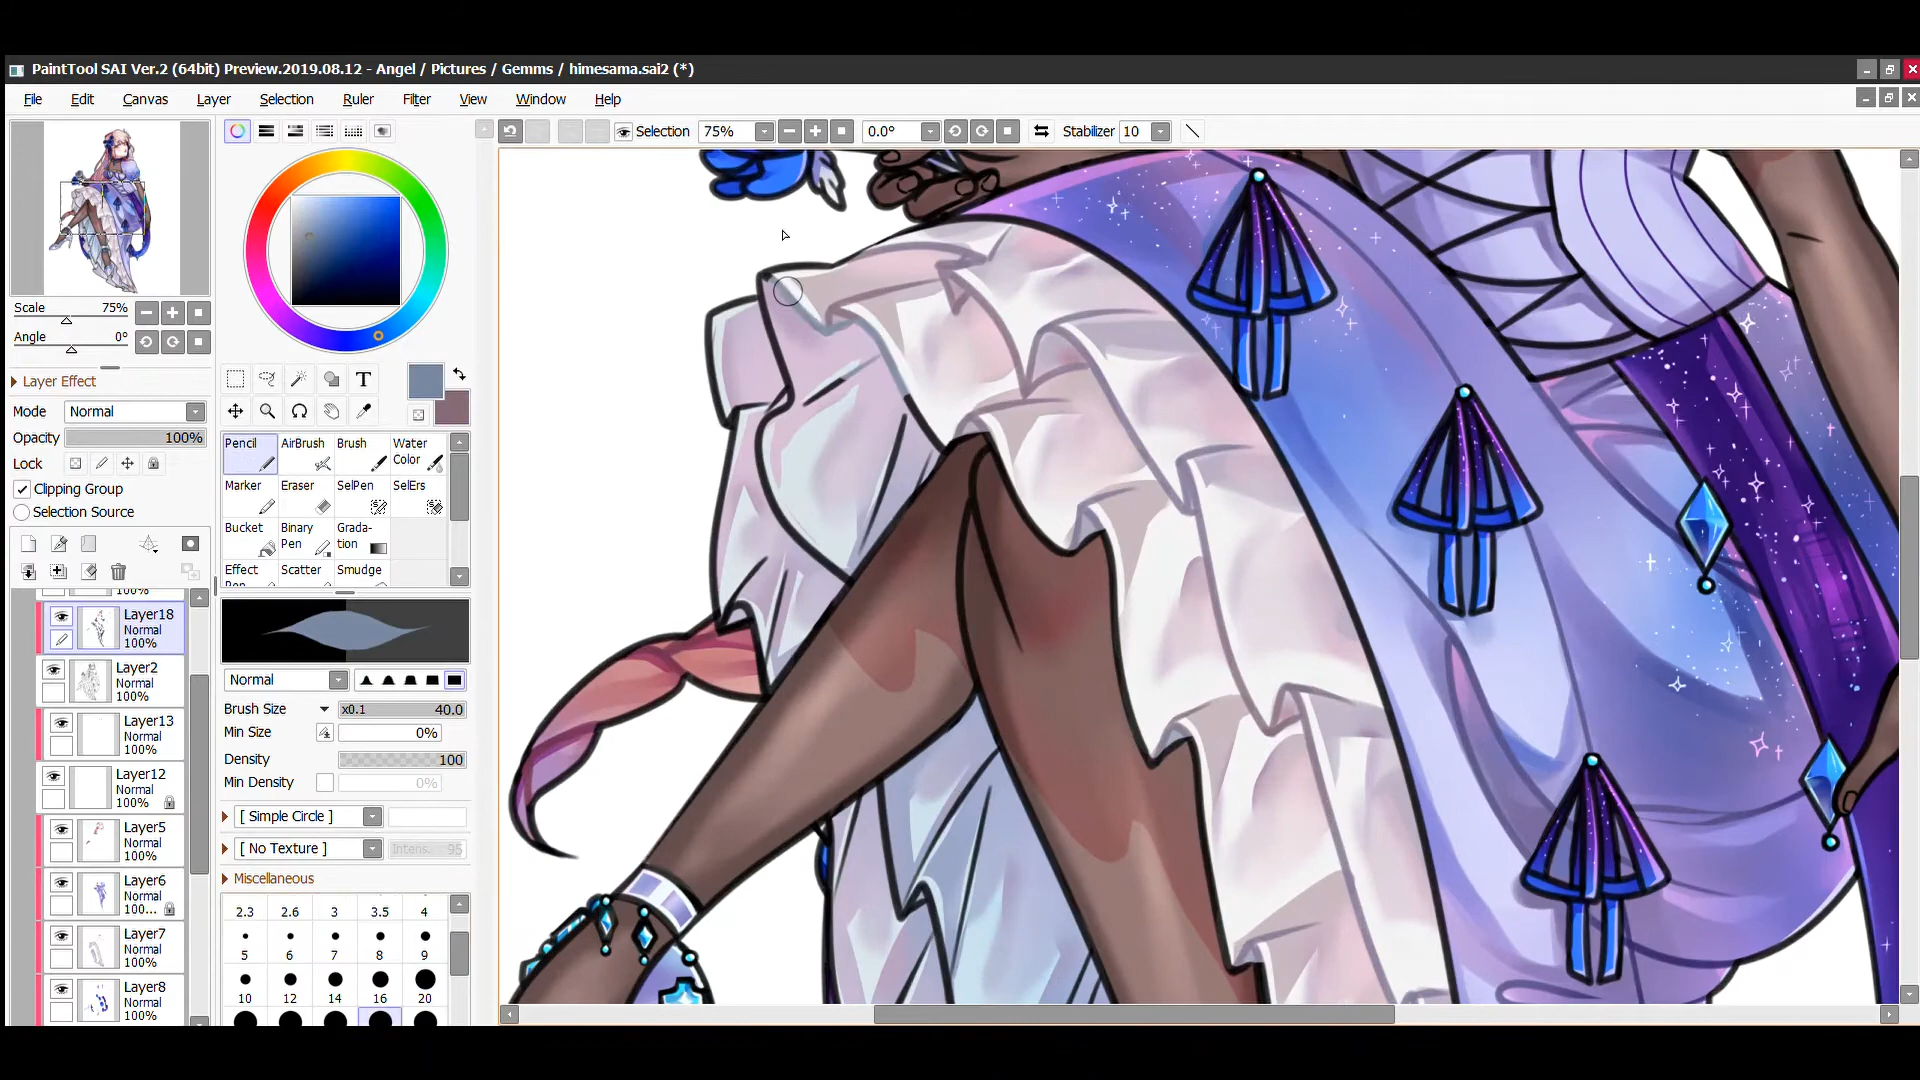 PaintTool SAI Ver.2 (64bit) Preview.2019.08.12 - Angel / Pictures / Gemms / himesama.sai2 (*)
File Edit Canvas Layer Selection Ruler Filter View Window Help
Selection 75% 0.0° Stabilizer 10
Scale 75%
Angle 0°
Layer Effect
Mode Normal
Opacity 100%
Lock
Clipping Group
Selection Source
100%
Layer18
Normal
100%
Layer2
Normal
100%
Layer13
Normal
100%
Layer12
Normal
100%
Layer5
Normal
100%
Layer6
Normal
100...
Layer7
Normal
100%
Layer8
Normal
100%
T
Pencil AirBrush Brush Water Color
Marker Eraser SelPen SelErs
Bucket Binary Pen Grada-tion
Effect Pen Scatter Smudge
Normal
Brush Size x0.1 40.0
Min Size 0%
Density 100
Min Density 0%
[ Simple Circle ]
[ No Texture ] Intens. 95
Miscellaneous
2.3 2.6 3 3.5 4
5 6 7 8 9
10 12 14 16 20